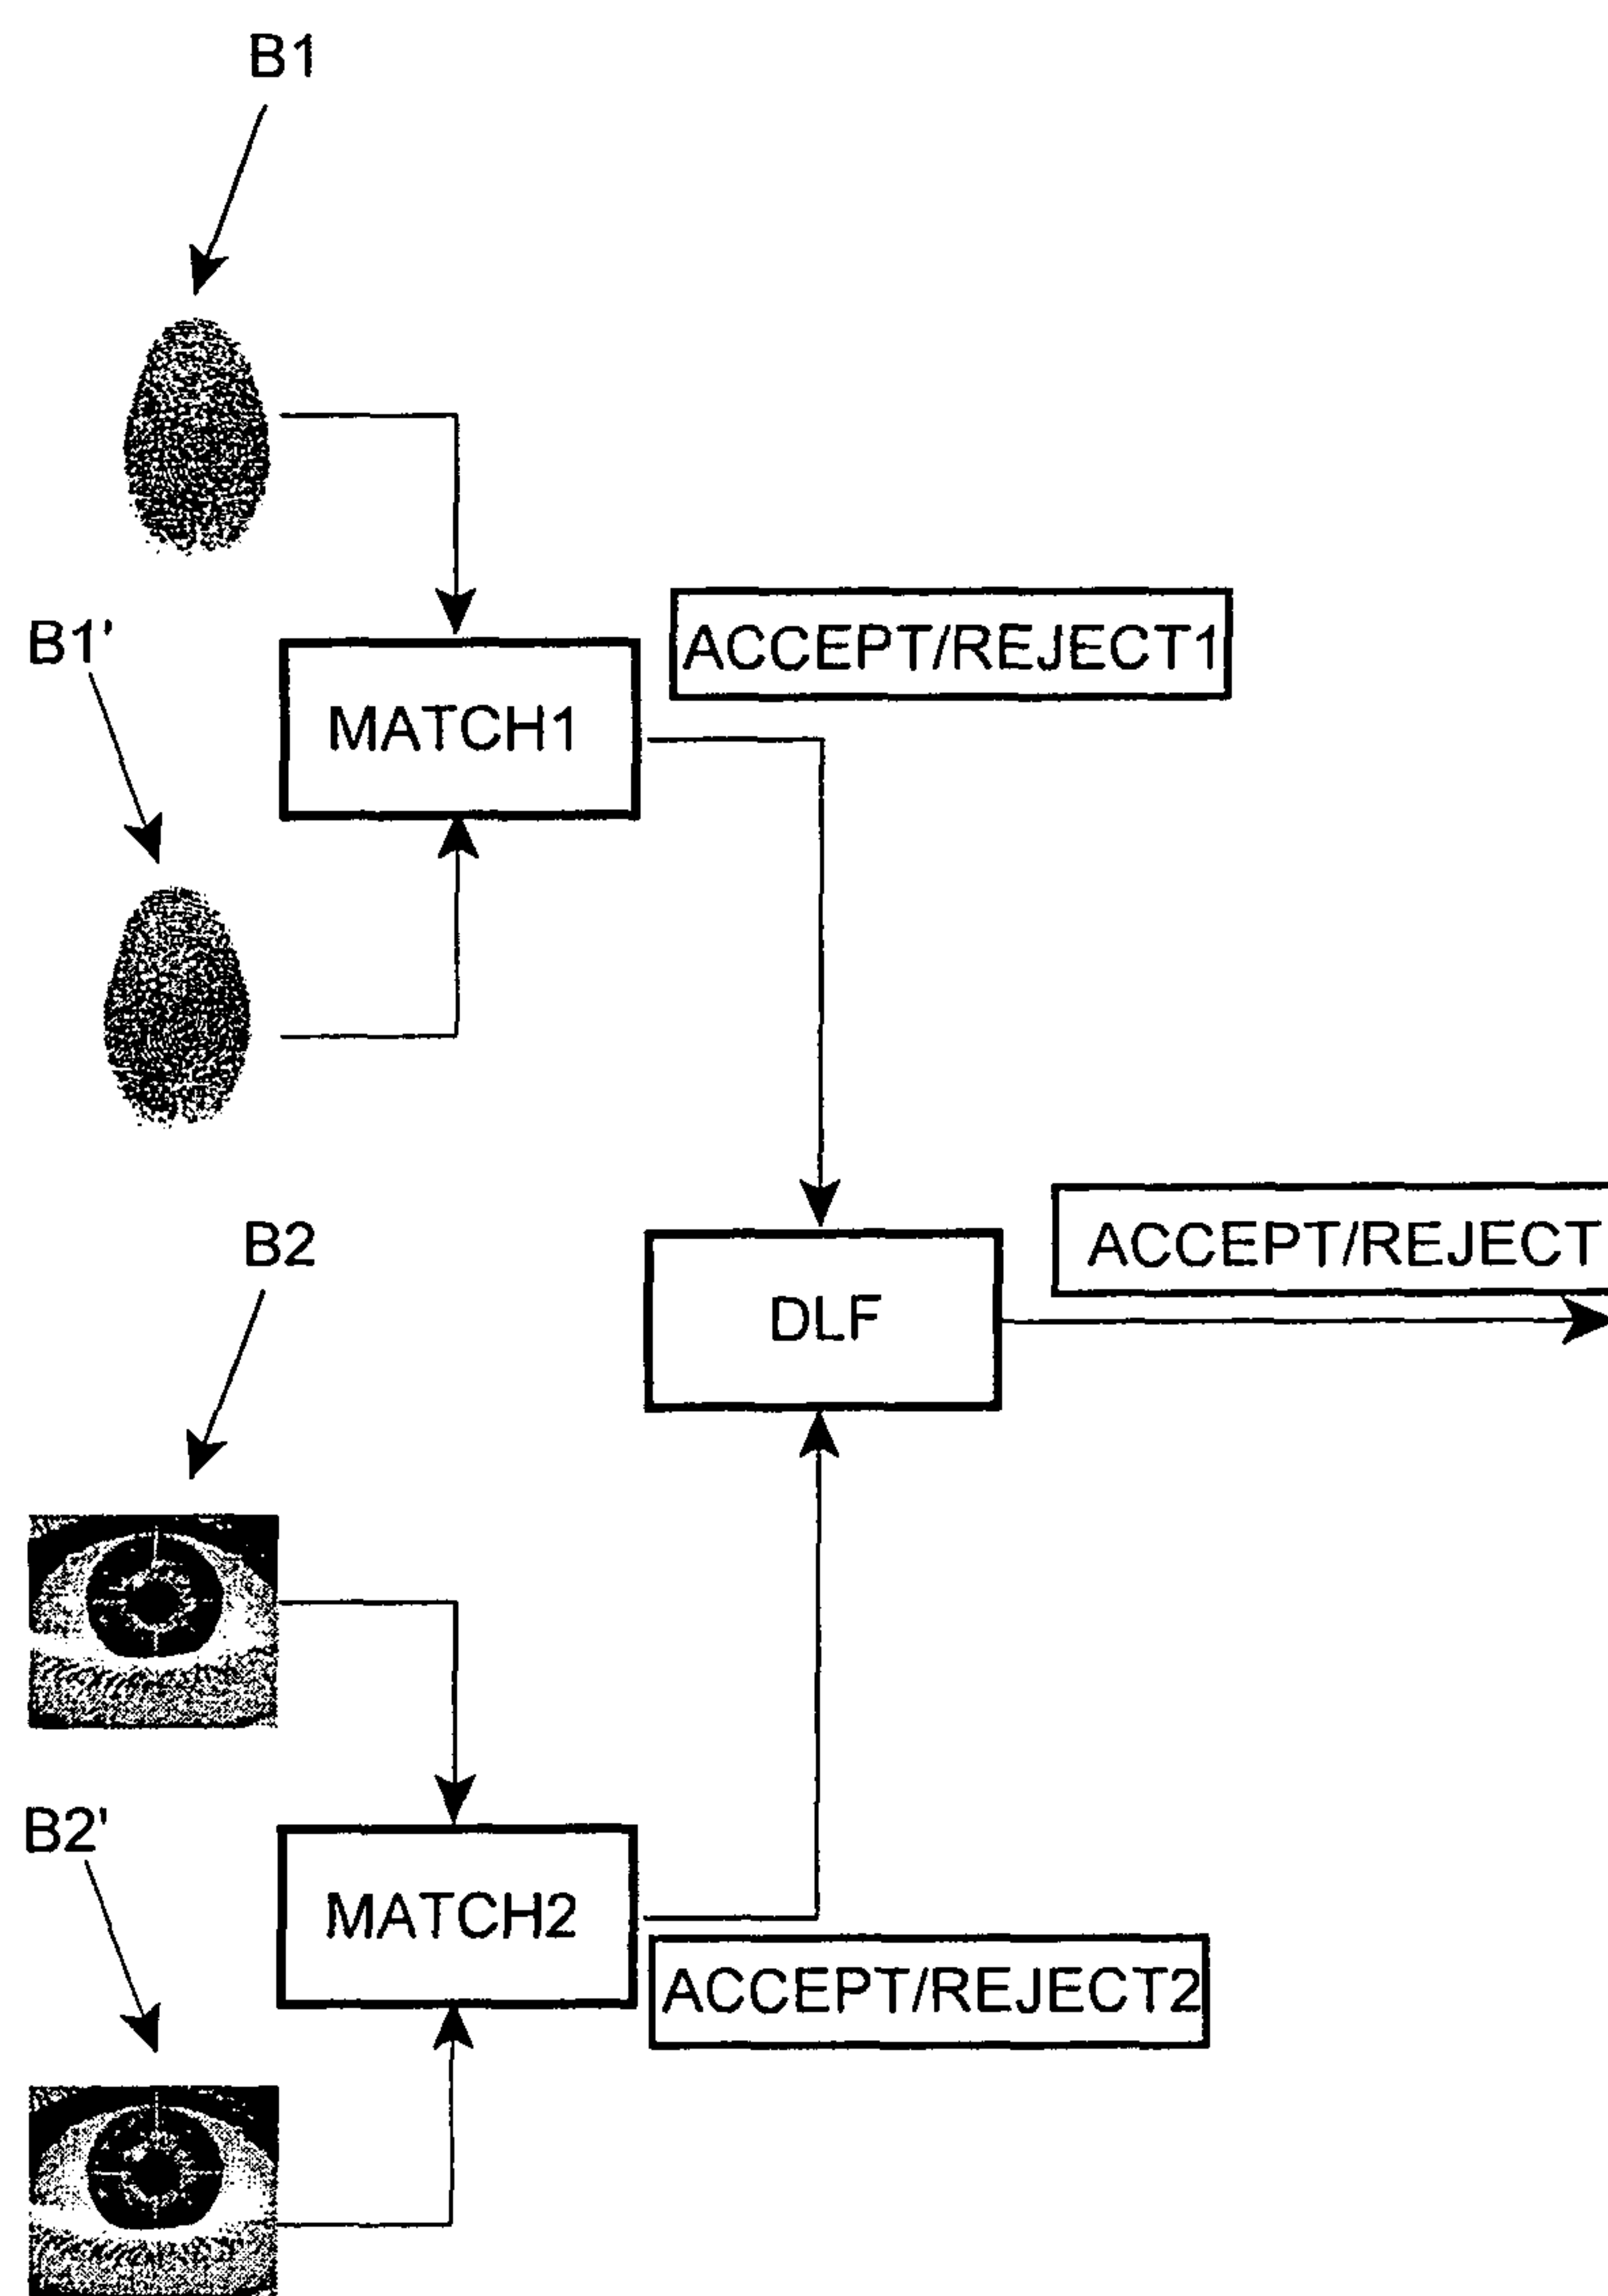 B1
B1'
ACCEPT/REJECT1
MATCH1
B2
ACCEPT/REJECT
DLF
B2'
MATCH2
ACCEPT/REJECT2